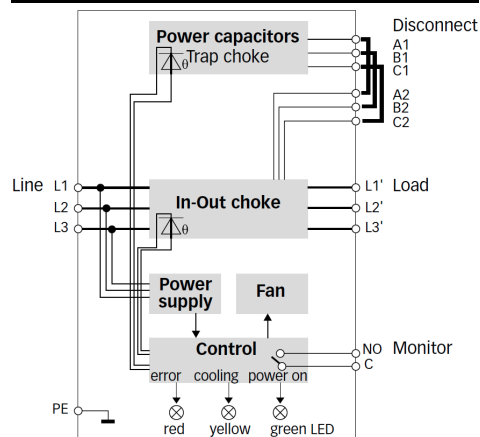 Disconnect
Power capacitors
Trap choke
θ
A1
B1
C1
A2
B2
C2
Line L1 L1' Load
L2 In-Out choke L2'
L3 θ L3'
Power supply
Fan
Control
NO Monitor
C
error cooling power on
PE
red yellow green LED